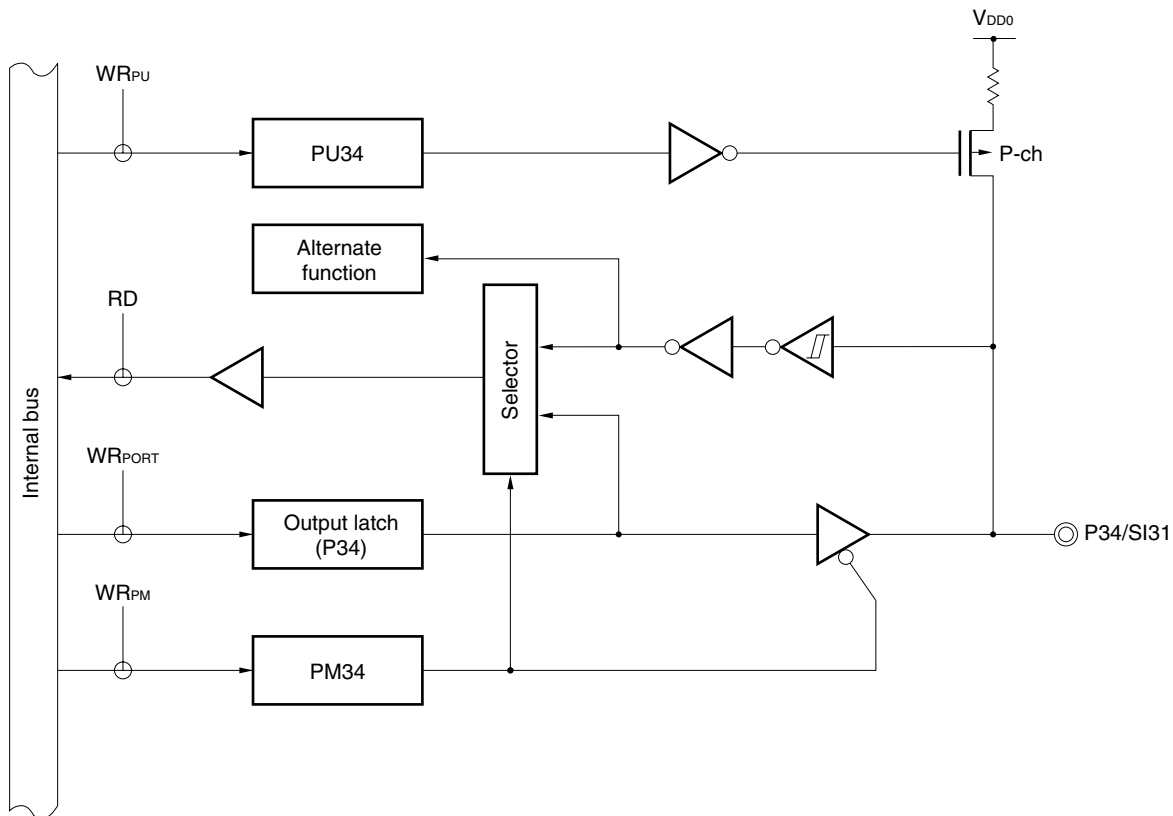 VDD0
WRPU
PU34
P-ch
Alternate
function
RD
Selector
Internal bus
WRPORT
Output latch
(P34)
P34/SI31
WRPM
PM34